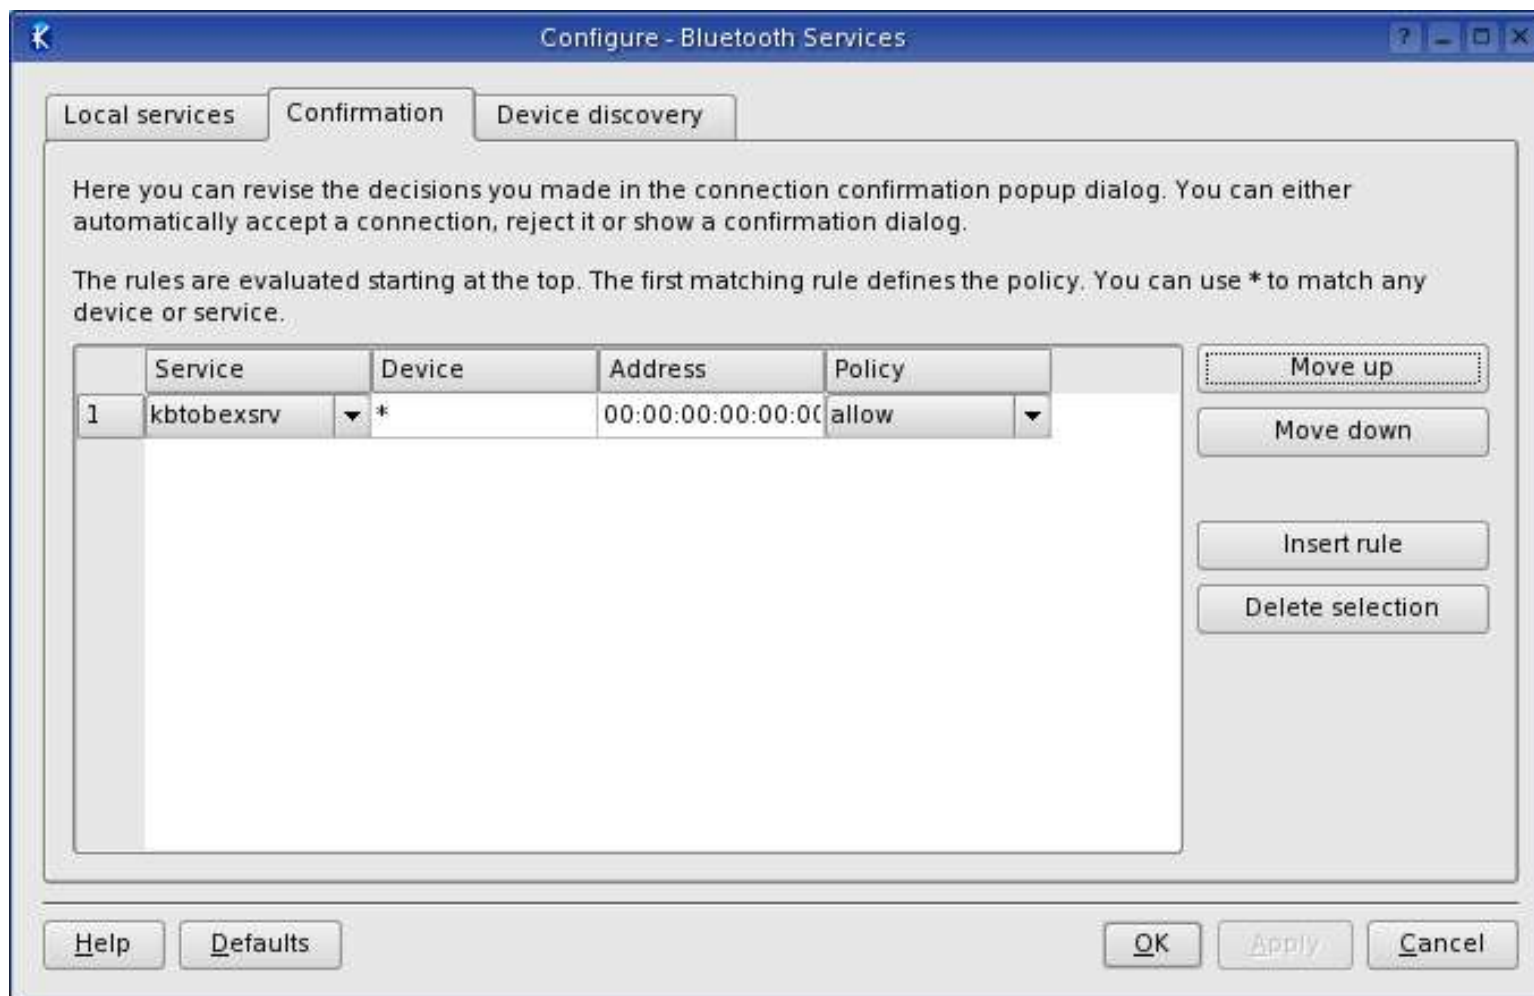 Configure - Bluetooth Services
Local services
Confirmation
Device discovery
Here you can revise the decisions you made in the connection confirmation popup dialog. You can either
automatically accept a connection, reject it or show a confirmation dialog.
The rules are evaluated starting at the top. The first matching rule defines the policy. You can use * to match any
device or service.
Service Device Address Policy
1 kbtobexsrv * 00:00:00:00:00:0( allow
Move up
Move down
Insert rule
Delete selection
Help Defaults OK Apply Cancel